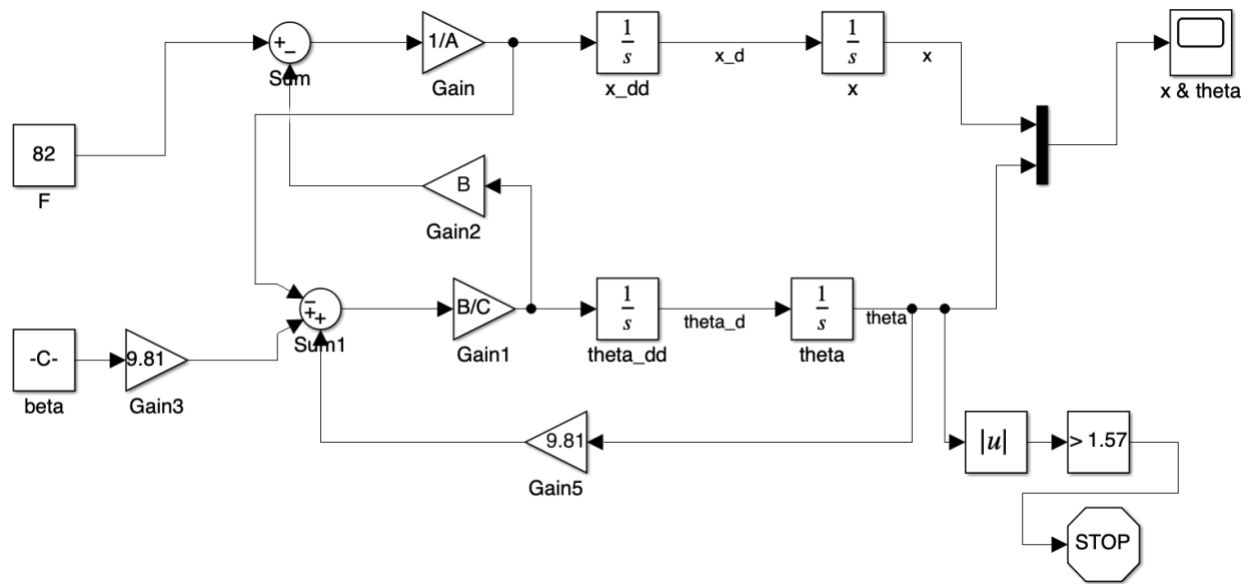 +
−
Sum
1/A
Gain
1
s
x_dd
x_d
1
s
x
x
x & theta
82
F
B
Gain2
−
+
+
Sum1
B/C
Gain1
1
s
theta_dd
theta_d
1
s
theta
theta
-C-
beta
9.81
Gain3
9.81
Gain5
|u|
> 1.57
STOP